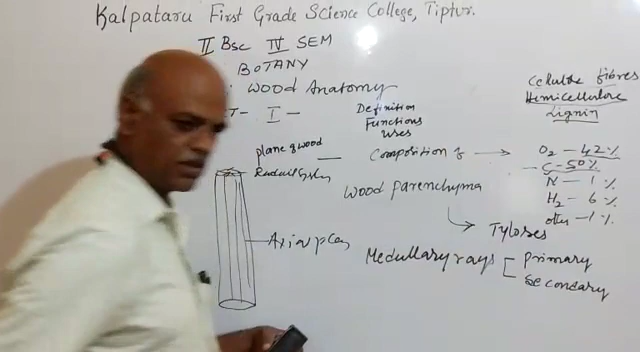 Kalpataru First Grade Science College, Tiptur.
II Bsc IV SEM
BOTANY
Wood Anatomy
T- I -
Definition
Functions
Uses
Cellulose fibres
Hemicellulose
Lignin
plane of wood — Composition of → O2 - 42%
- C - 50%
N - 1%
H2 - 6%
other - 1%.
Wood parenchyma
Tyloses
Axial
Medullary rays
Primary
Secondary